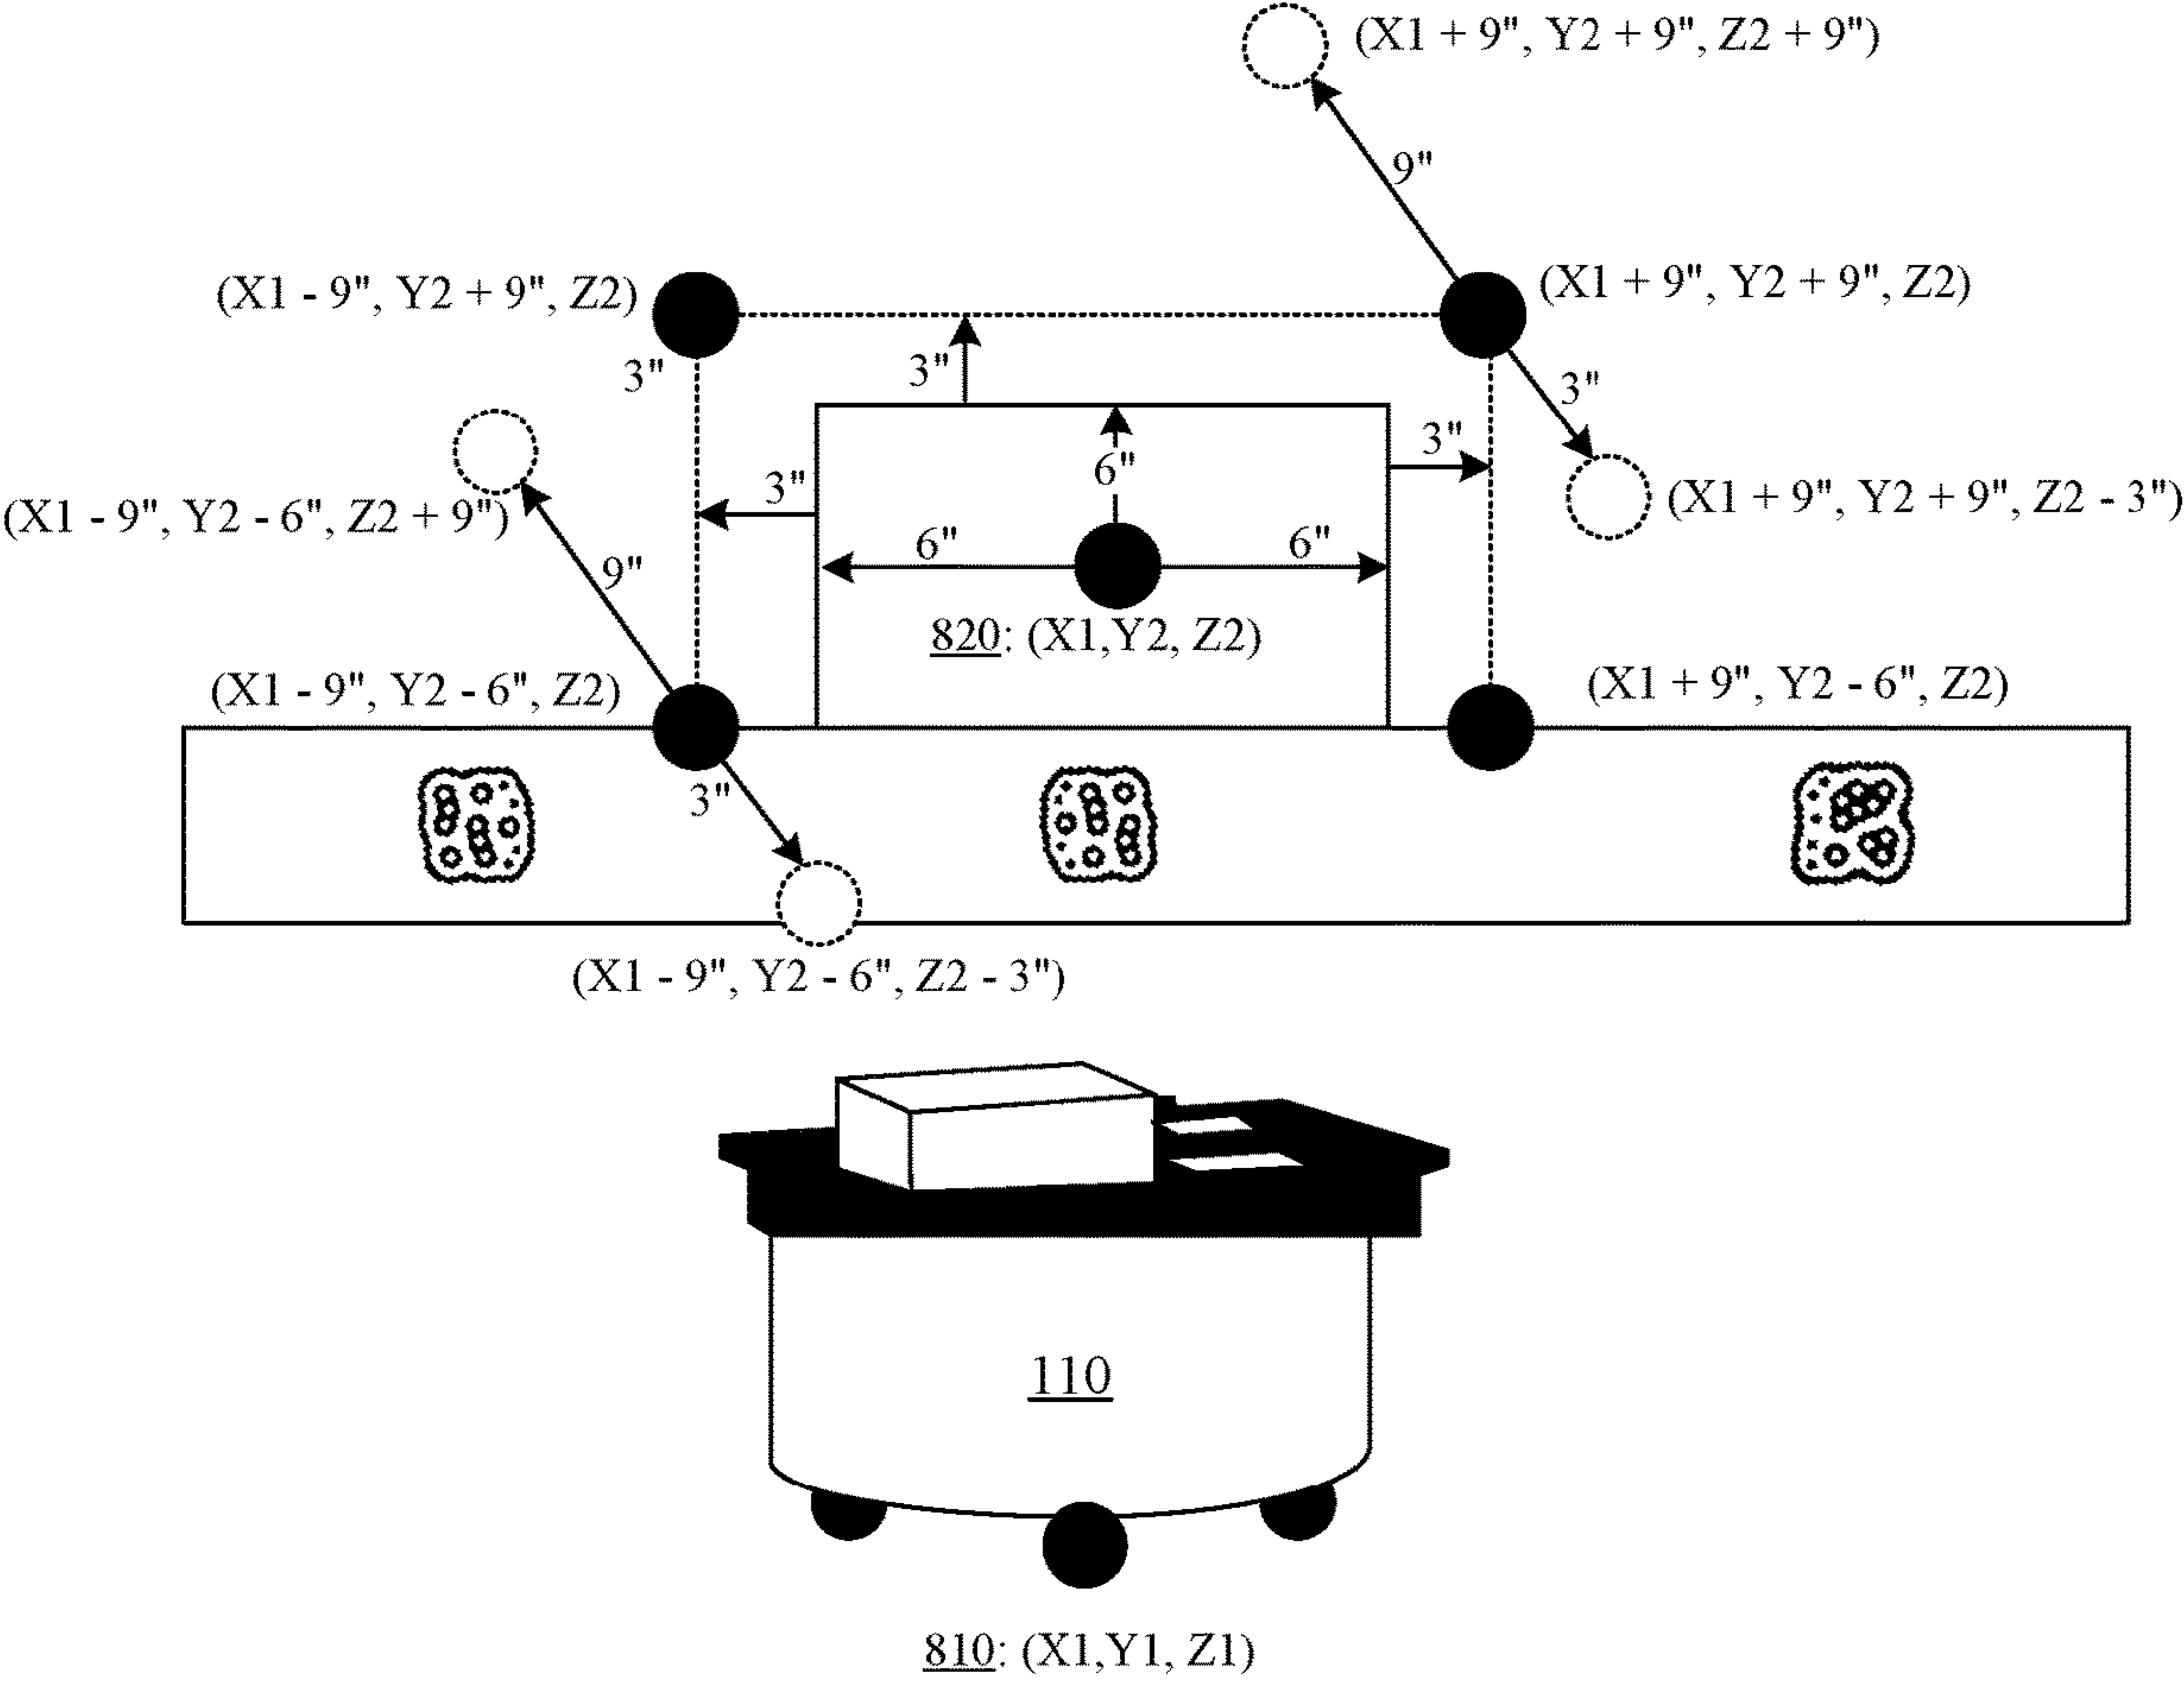 (X1 + 9", Y2 + 9", Z2 + 9")
9"
(X1 - 9", Y2 + 9", Z2)
(X1 + 9", Y2 + 9", Z2)
3"
3"
3"
3"
6"
3"
(X1 + 9", Y2 + 9", Z2 - 3")
(X1 - 9", Y2 - 6", Z2 + 9")
6"
6"
9"
820: (X1,Y2, Z2)
(X1 - 9", Y2 - 6", Z2)
(X1 + 9", Y2 - 6", Z2)
3"
(X1 - 9", Y2 - 6", Z2 - 3")
110
810: (X1,Y1, Z1)